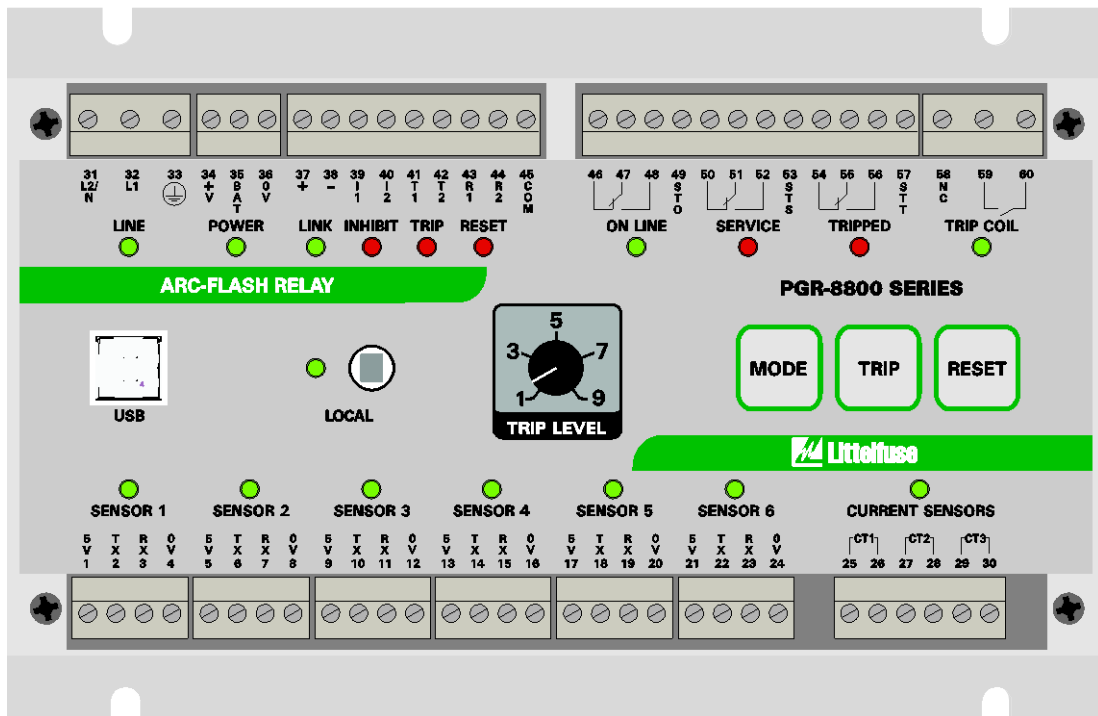 31 32 33 34 35 36 37 38 39 40 41 42 43 44 45 46 47 48 49 50 51 52 53 54 55 56 57 58 59 60
L2/N L1 +V BAT 0V + − I1 I2 T1 T2 R1 R2 COM STO STS STT NC
LINE POWER LINK INHIBIT TRIP RESET ON LINE SERVICE TRIPPED TRIP COIL
ARC-FLASH RELAY
PGR-8800 SERIES
USB
LOCAL
1 3 5 7 9
TRIP LEVEL
MODE TRIP RESET
Littelfuse
SENSOR 1 SENSOR 2 SENSOR 3 SENSOR 4 SENSOR 5 SENSOR 6 CURRENT SENSORS
5V TX RX 0V 5V TX RX 0V 5V TX RX 0V 5V TX RX 0V 5V TX RX 0V 5V TX RX 0V CT1 CT2 CT3
1 2 3 4 5 6 7 8 9 10 11 12 13 14 15 16 17 18 19 20 21 22 23 24 25 26 27 28 29 30